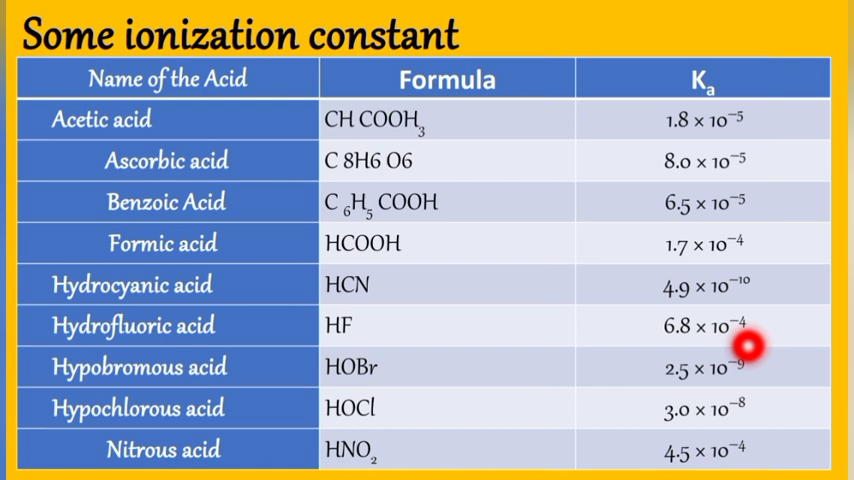 Some ionization constant
Name of the Acid Formula Kₐ
Acetic acid CH COOH₃ 1.8 × 10⁻⁵
Ascorbic acid C 8H6 O6 8.0 × 10⁻⁵
Benzoic Acid C ₆H₅ COOH 6.5 × 10⁻⁵
Formic acid HCOOH 1.7 × 10⁻⁴
Hydrocyanic acid HCN 4.9 × 10⁻¹⁰
Hydrofluoric acid HF 6.8 × 10⁻⁴
Hypobromous acid HOBr 2.5 × 10⁻⁹
Hypochlorous acid HOCl 3.0 × 10⁻⁸
Nitrous acid HNO₂ 4.5 × 10⁻⁴